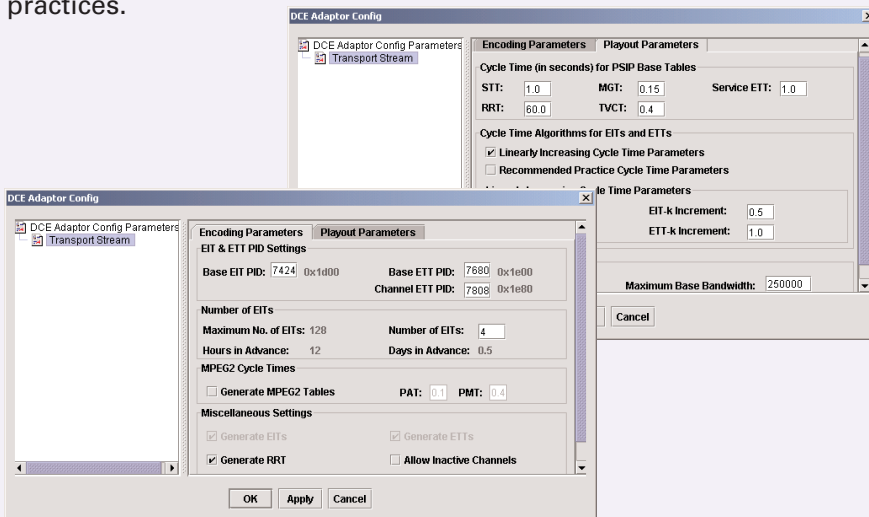 practices.
DCE Adaptor Config
DCE Adaptor Config Parameters
Transport Stream
Encoding Parameters Playout Parameters
Cycle Time (in seconds) for PSIP Base Tables
STT: 1.0 MGT: 0.15 Service ETT: 1.0
RRT: 60.0 TVCT: 0.4
Cycle Time Algorithms for EITs and ETTs
Linearly Increasing Cycle Time Parameters
Recommended Practice Cycle Time Parameters
Time Parameters
EIT-k Increment: 0.5
ETT-k Increment: 1.0
Maximum Base Bandwidth: 250000
Cancel
DCE Adaptor Config
DCE Adaptor Config Parameters
Transport Stream
Encoding Parameters Playout Parameters
EIT & ETT PID Settings
Base EIT PID: 7424 0x1d00 Base ETT PID: 7680 0x1e00
Channel ETT PID: 7808 0x1e80
Number of EITs
Maximum No. of EITs: 128 Number of EITs: 4
Hours in Advance: 12 Days in Advance: 0.5
MPEG2 Cycle Times
Generate MPEG2 Tables PAT: 0.1 PMT: 0.4
Miscellaneous Settings
Generate EITs Generate ETTs
Generate RRT Allow Inactive Channels
OK Apply Cancel